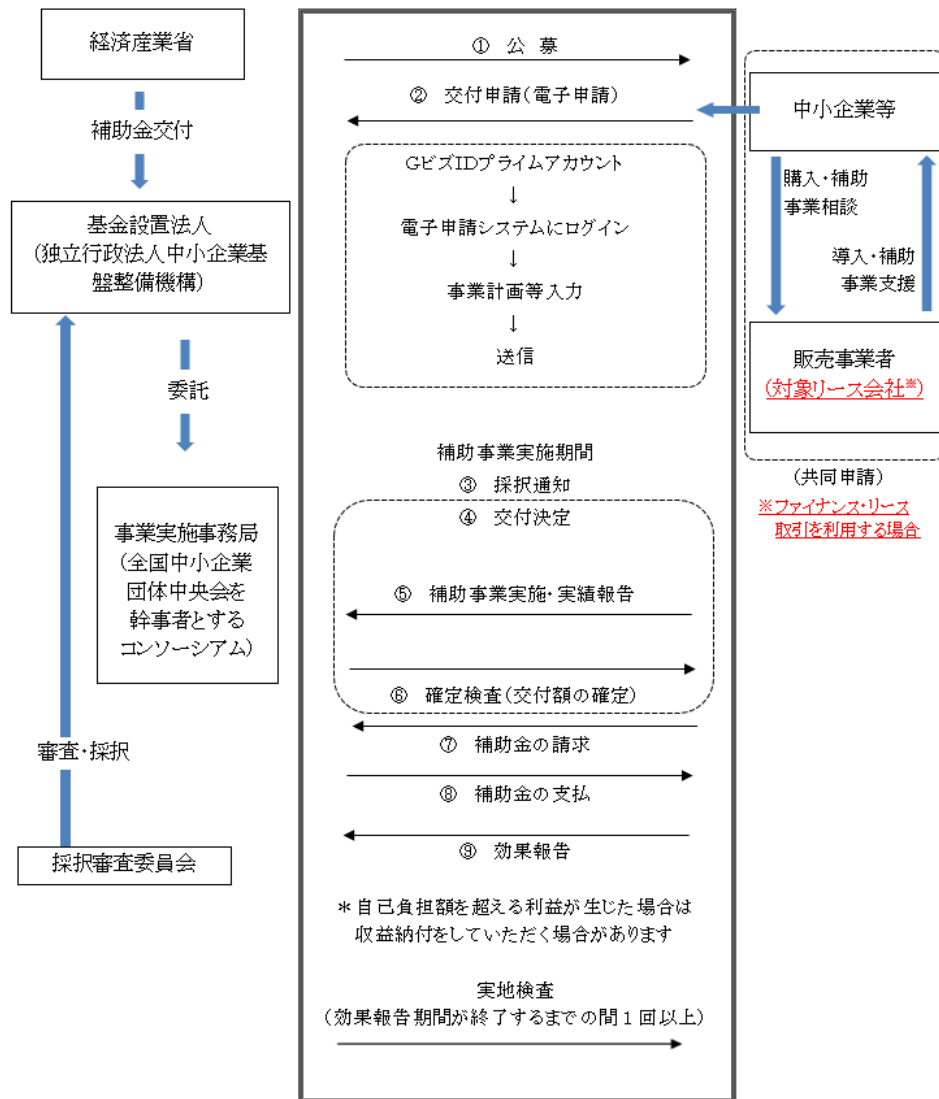 経済産業省
補助金交付
基金設置法人
(独立行政法人中小企業基
盤整備機構)
委託
事業実施事務局
(全国中小企業
団体中央会を
幹事者とする
コンソーシアム)
審査・採択
採択審査委員会
① 公 募
② 交付申請(電子申請)
GビズIDプライムアカウント
↓
電子申請システムにログイン
↓
事業計画等入力
↓
送信
補助事業実施期間
③ 採択通知
④ 交付決定
⑤ 補助事業実施・実績報告
⑥ 確定検査(交付額の確定)
⑦ 補助金の請求
⑧ 補助金の支払
⑨ 効果報告
*自己負担額を超える利益が生じた場合は
収益納付をしていただく場合があります
実地検査
(効果報告期間が終了するまでの間1回以上)
中小企業等
購入・補助
事業相談
導入・補助
事業支援
販売事業者
(対象リース会社※)
(共同申請)
※ファイナンス・リース
取引を利用する場合